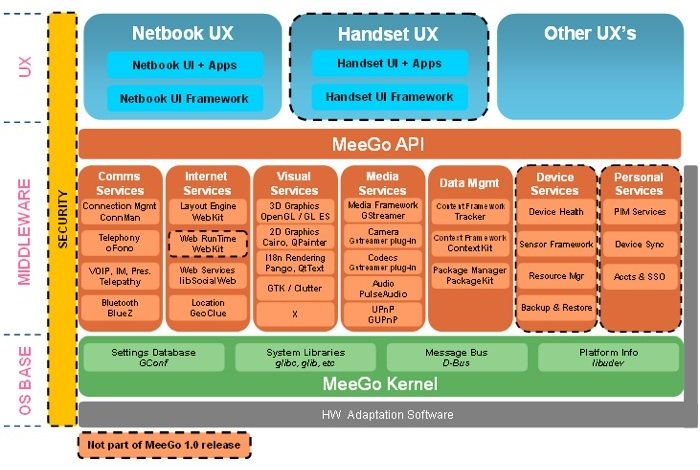 UX
MIDDLEWARE
OS BASE
SECURITY
Netbook UX
Netbook UI + Apps
Netbook UI Framework
Handset UX
Handset UI + Apps
Handset UI Framework
Other UX's
MeeGo API
Comms
Services
Connection Mgmt
ConnMan
Telephony
oFono
VOIP, IM, Pres.
Telepathy
Bluetooth
BlueZ
Internet
Services
Layout Engine
WebKit
Web RunTime
WebKit
Web Services
libSocialWeb
Location
GeoClue
Visual
Services
3D Graphics
OpenGL / GL ES
2D Graphics
Cairo, QPainter
I18n Rendering
Pango, QtText
GTK / Clutter
X
Media
Services
Media Framework
GStreamer
Camera
Gstreamer plug-in
Codecs
Gstreamer plug-in
Audio
PulseAudio
UPnP
GUPnP
Data Mgmt
Context Framework
Tracker
Context Framework
ContextKit
Package Manager
PackageKit
Device
Services
Device Health
Sensor Framework
Resource Mgr
Backup & Restore
Personal
Services
PIM Services
Device Sync
Accts & SSO
Settings Database
GConf
System Libraries
glibc, glib, etc
Message Bus
D-Bus
Platform Info
libudev
MeeGo Kernel
HW Adaptation Software
Not part of MeeGo 1.0 release